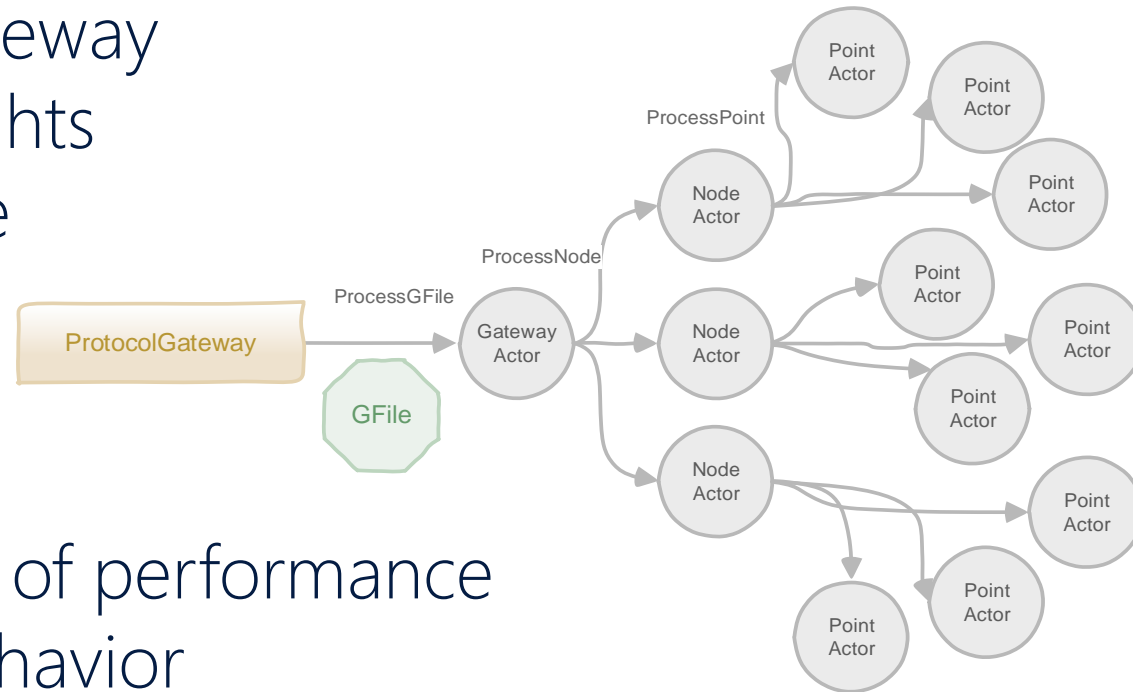 eway
hts
e
of performance
havior
ProtocolGateway
ProcessGFile
GFile
Gateway
Actor
ProcessNode
Node
Actor
ProcessPoint
Point
Actor
Point
Actor
Point
Actor
Node
Actor
Point
Actor
Point
Actor
Point
Actor
Node
Actor
Point
Actor
Point
Actor
Point
Actor